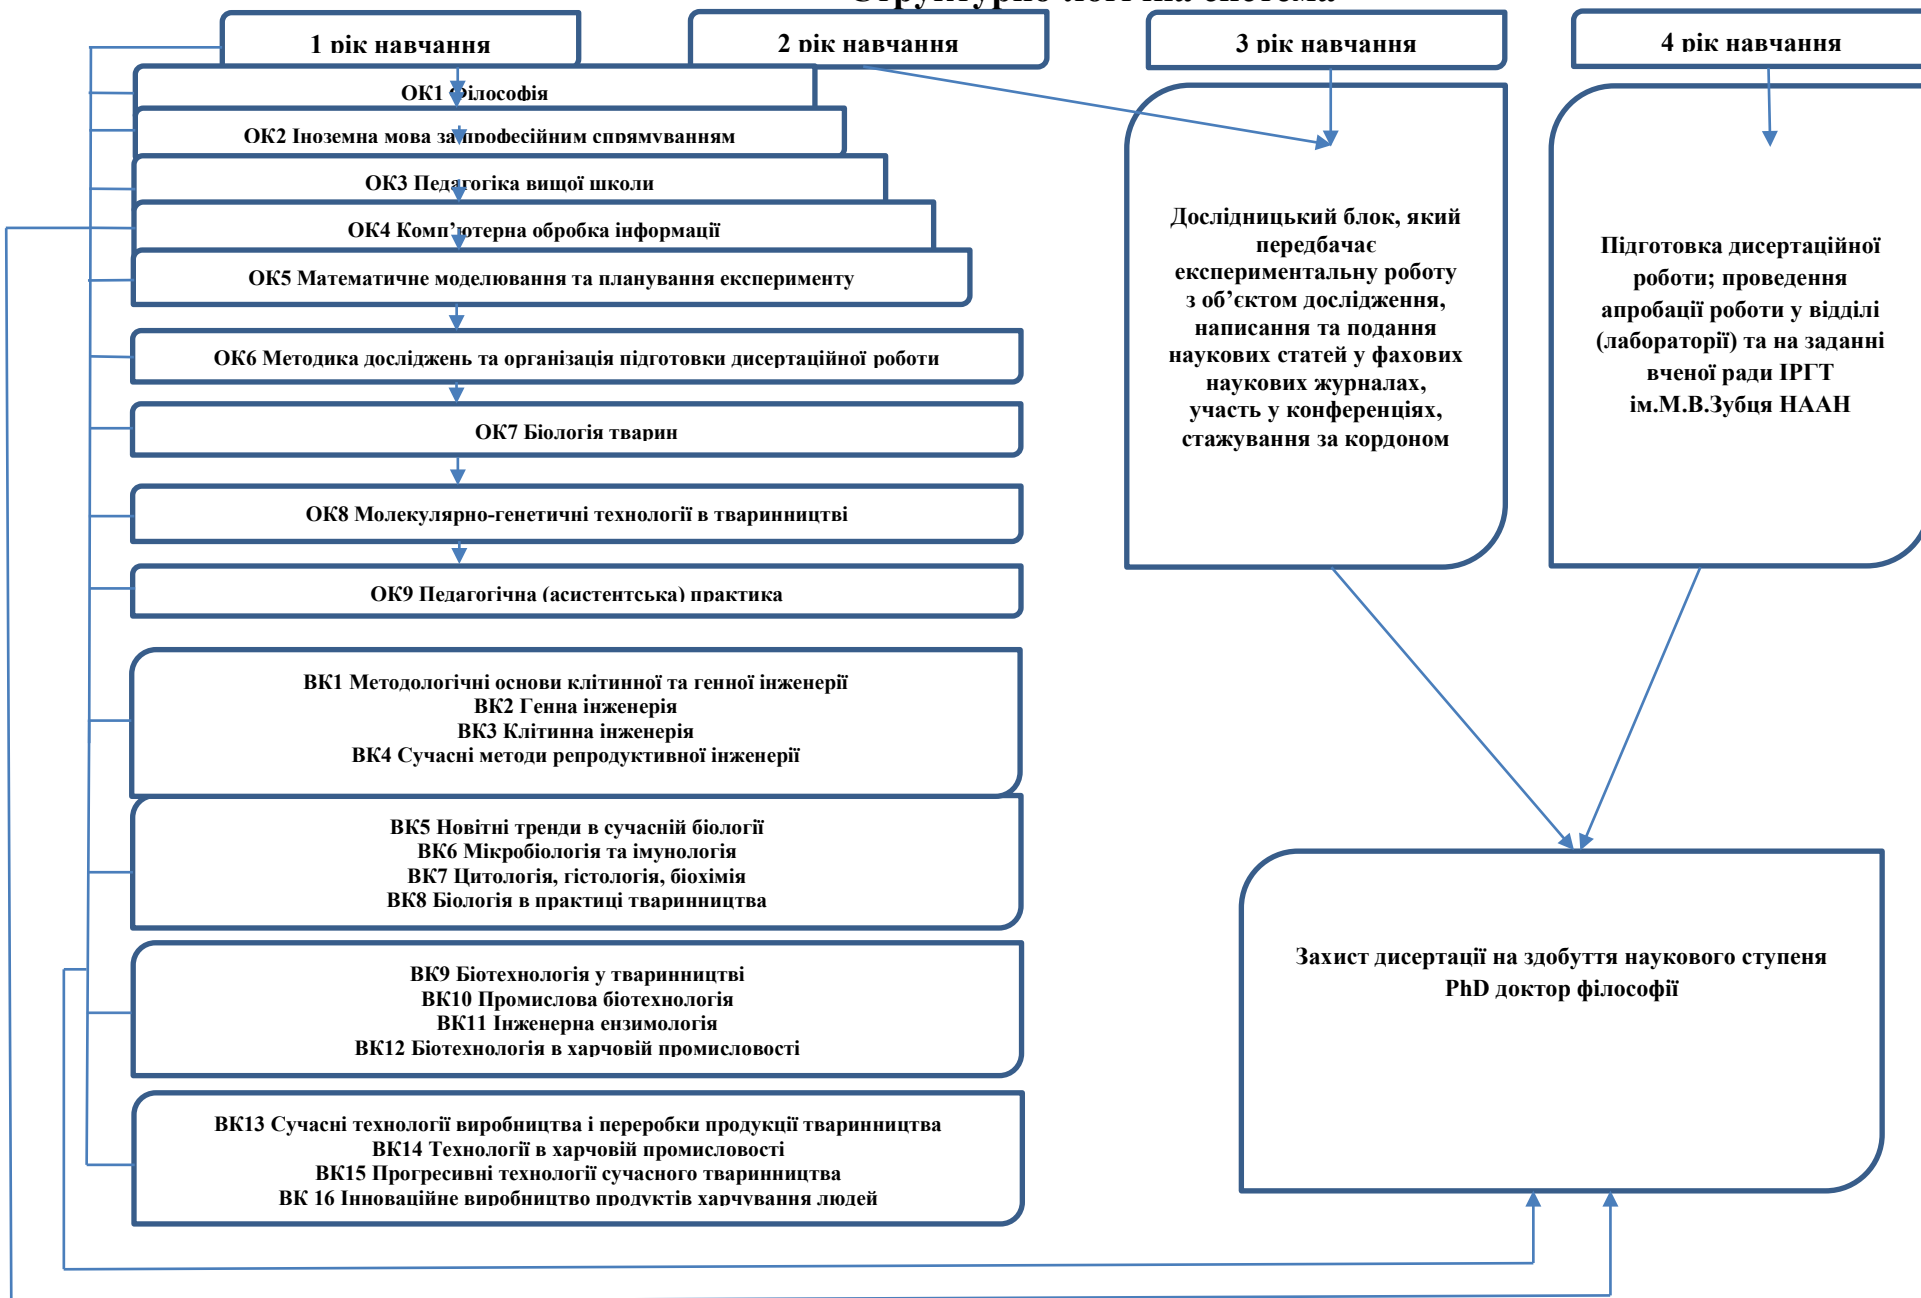 Структурно-логічна система
1 рік навчання
2 рік навчання
3 рік навчання
4 рік навчання
ОК1 Філософія
ОК2 Іноземна мова за професійним спрямуванням
ОК3 Педагогіка вищої школи
ОК4 Комп’ютерна обробка інформації
ОК5 Математичне моделювання та планування експерименту
ОК6 Методика досліджень та організація підготовки дисертаційної роботи
ОК7 Біологія тварин
ОК8 Молекулярно-генетичні технології в тваринництві
ОК9 Педагогічна (асистентська) практика
ВК1 Методологічні основи клітинної та генної інженерії
ВК2 Генна інженерія
ВК3 Клітинна інженерія
ВК4 Сучасні методи репродуктивної інженерії
ВК5 Новітні тренди в сучасній біології
ВК6 Мікробіологія та імунологія
ВК7 Цитологія, гістологія, біохімія
ВК8 Біологія в практиці тваринництва
ВК9 Біотехнологія у тваринництві
ВК10 Промислова біотехнологія
ВК11 Інженерна ензимологія
ВК12 Біотехнологія в харчовій промисловості
ВК13 Сучасні технології виробництва і переробки продукції тваринництва
ВК14 Технології в харчовій промисловості
ВК15 Прогресивні технології сучасного тваринництва
ВК 16 Інноваційне виробництво продуктів харчування людей
Дослідницький блок, який
передбачає
експериментальну роботу
з об’єктом дослідження,
написання та подання
наукових статей у фахових
наукових журналах,
участь у конференціях,
стажування за кордоном
Підготовка дисертаційної
роботи; проведення
апробації роботи у відділі
(лабораторії) та на заданні
вченої ради ІРГТ
ім.М.В.Зубця НААН
Захист дисертації на здобуття наукового ступеня
PhD доктор філософії